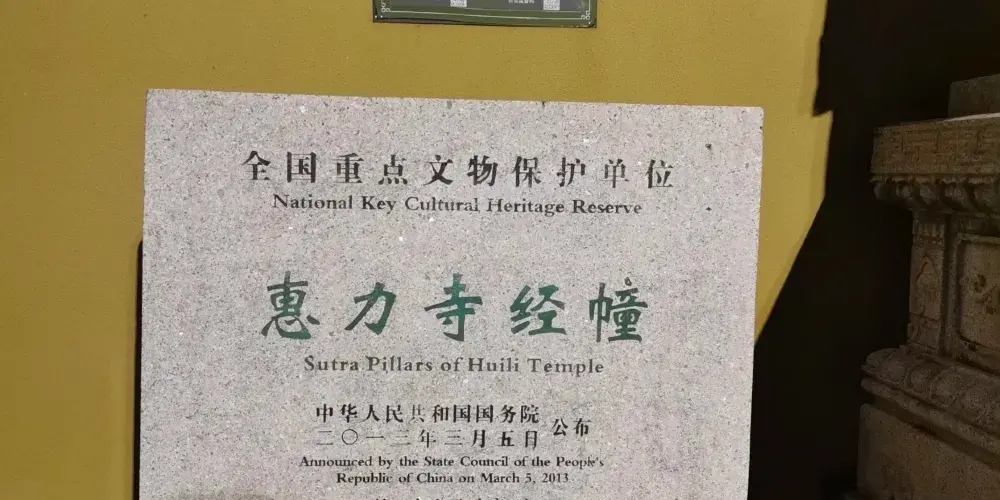 全国重点文物保护单位
National Key Cultural Heritage Reserve
惠力寺经幢
Sutra Pillars of Huili Temple
中华人民共和国国务院
二〇一三年三月五日 公布
Announced by the State Council of the People's
Republic of China on March 5, 2013